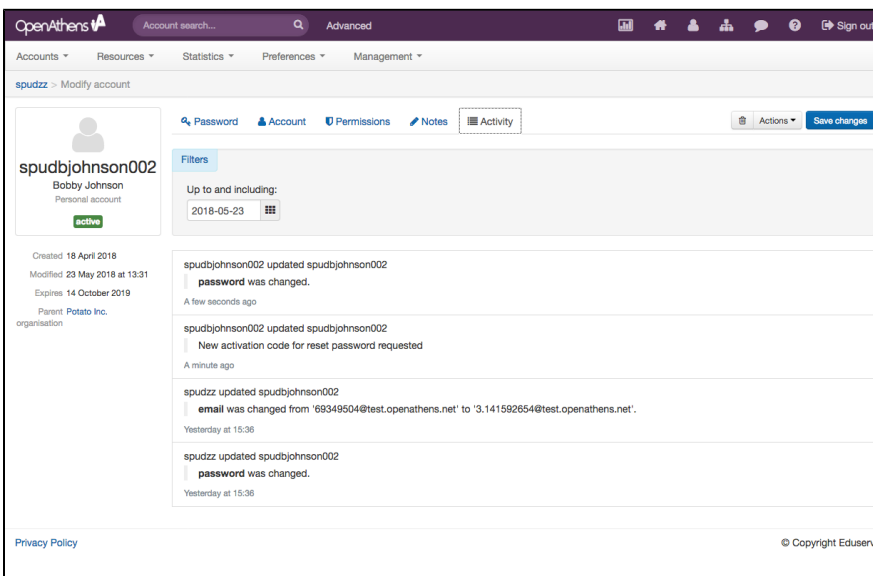 OpenAthens
Account search...
Advanced
Sign out
Accounts
Resources
Statistics
Preferences
Management
spudzz > Modify account
spudbjohnson002
Bobby Johnson
Personal account
active
Created 18 April 2018
Modified 23 May 2018 at 13:31
Expires 14 October 2019
Parent Potato Inc.
organisation
Password
Account
Permissions
Notes
Activity
Actions
Save changes
Filters
Up to and including:
2018-05-23
spudbjohnson002 updated spudbjohnson002
password was changed.
A few seconds ago
spudbjohnson002 updated spudbjohnson002
New activation code for reset password requested
A minute ago
spudzz updated spudbjohnson002
email was changed from '69349504@test.openathens.net' to '3.141592654@test.openathens.net'.
Yesterday at 15:36
spudzz updated spudbjohnson002
password was changed.
Yesterday at 15:36
Privacy Policy
© Copyright Eduserv